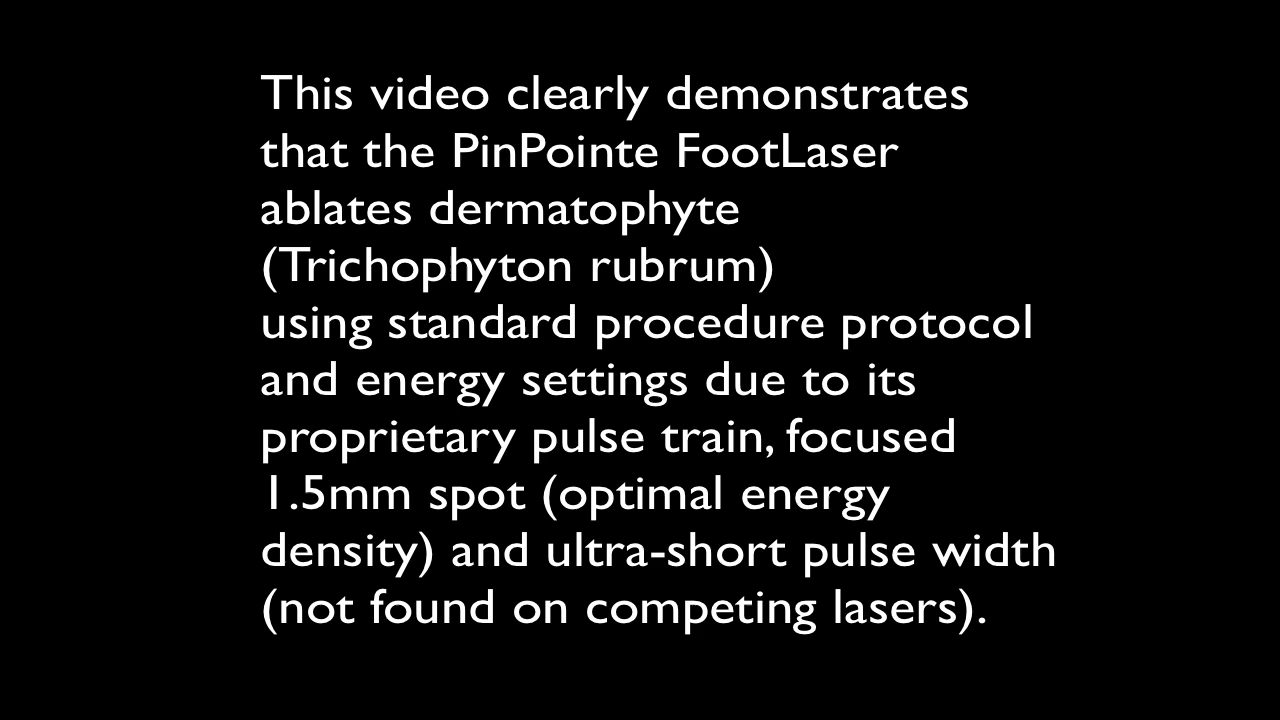 This video clearly demonstrates
that the PinPointe FootLaser
ablates dermatophyte
(Trichophyton rubrum)
using standard procedure protocol
and energy settings due to its
proprietary pulse train, focused
1.5mm spot (optimal energy
density) and ultra-short pulse width
(not found on competing lasers).